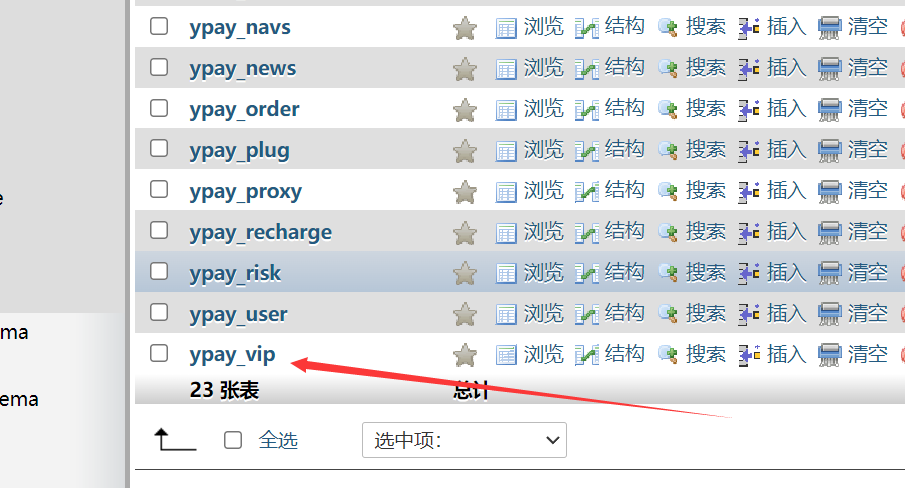 ypay_navs 浏览 结构 搜索 插入 清空
ypay_news 浏览 结构 搜索 插入 清空
ypay_order 浏览 结构 搜索 插入 清空
ypay_plug 浏览 结构 搜索 插入 清空
ypay_proxy 浏览 结构 搜索 插入 清空
e
ypay_recharge 浏览 结构 搜索 插入 清空
ypay_risk 浏览 结构 搜索 插入 清空
ypay_user 浏览 结构 搜索 插入 清空
ma
ypay_vip 浏览 结构 搜索 插入 清空
23 张表 总计
ema
全选 选中项：